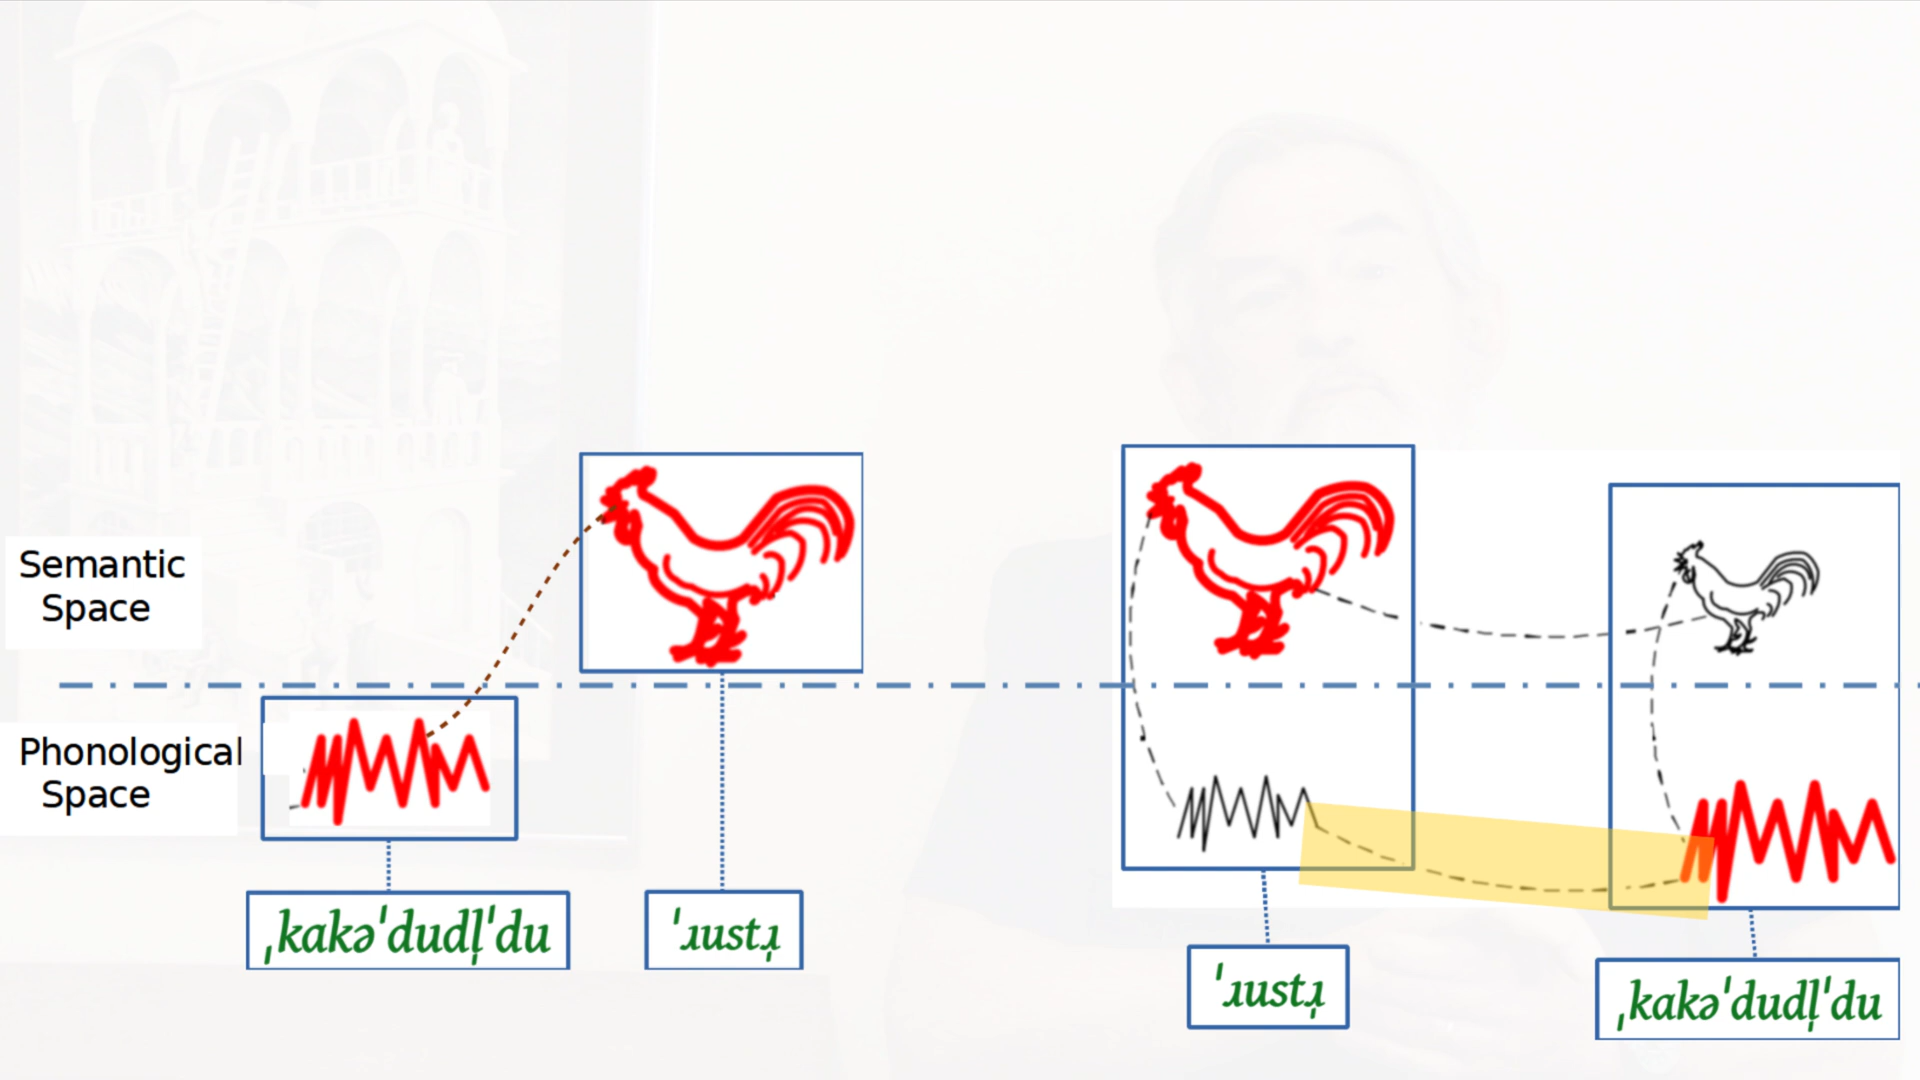 Semantic
Space
Phonological
Space
ˌkakəˈdudl̩ˈdu
ˈɹustɹ̩
ˈɹustɹ̩
ˌkakəˈdudl̩ˈdu